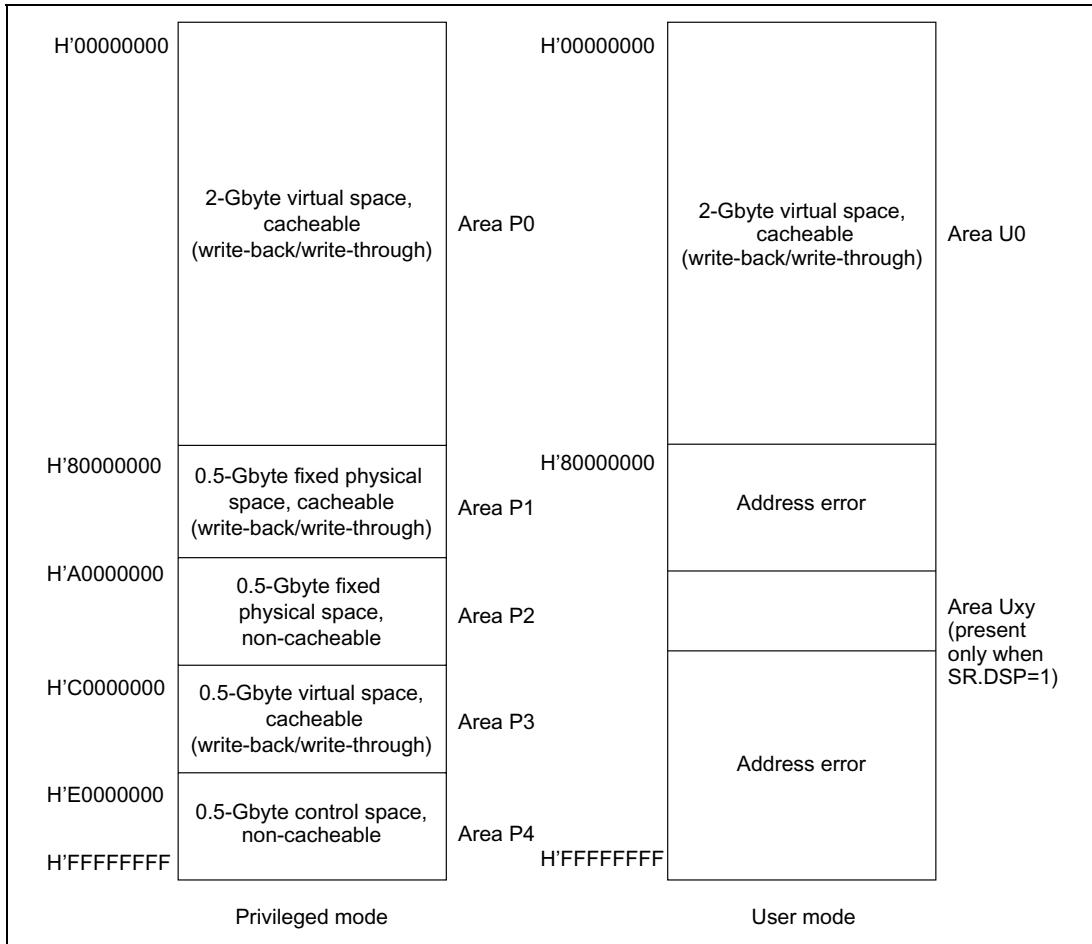 H'00000000
2-Gbyte virtual space,
cacheable
(write-back/write-through)
Area P0
H'80000000
0.5-Gbyte fixed physical
space, cacheable
(write-back/write-through)
Area P1
H'A0000000
0.5-Gbyte fixed
physical space,
non-cacheable
Area P2
H'C0000000
0.5-Gbyte virtual space,
cacheable
(write-back/write-through)
Area P3
H'E0000000
0.5-Gbyte control space,
non-cacheable
Area P4
H'FFFFFFFF
Privileged mode
H'00000000
2-Gbyte virtual space,
cacheable
(write-back/write-through)
Area U0
H'80000000
Address error
Area Uxy
(present
only when
SR.DSP=1)
Address error
H'FFFFFFFF
User mode